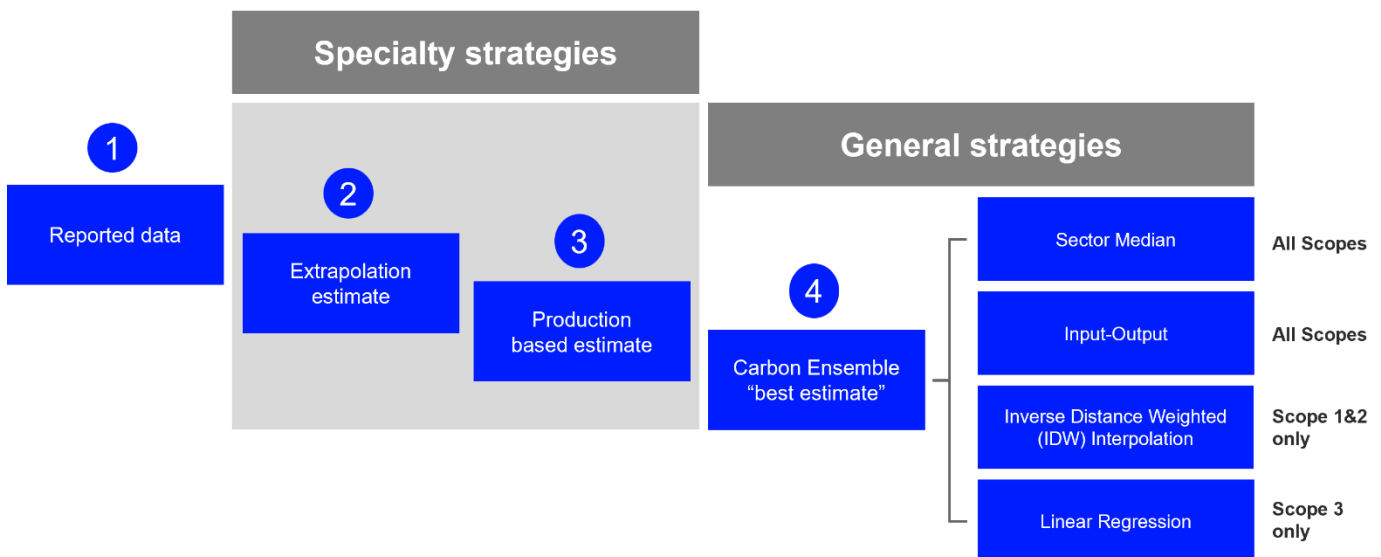 Specialty strategies
General strategies
1
Reported data
2
Extrapolation
estimate
3
Production
based estimate
4
Carbon Ensemble
“best estimate”
Sector Median
All Scopes
Input-Output
All Scopes
Inverse Distance Weighted
(IDW) Interpolation
Scope 1&2
only
Linear Regression
Scope 3
only